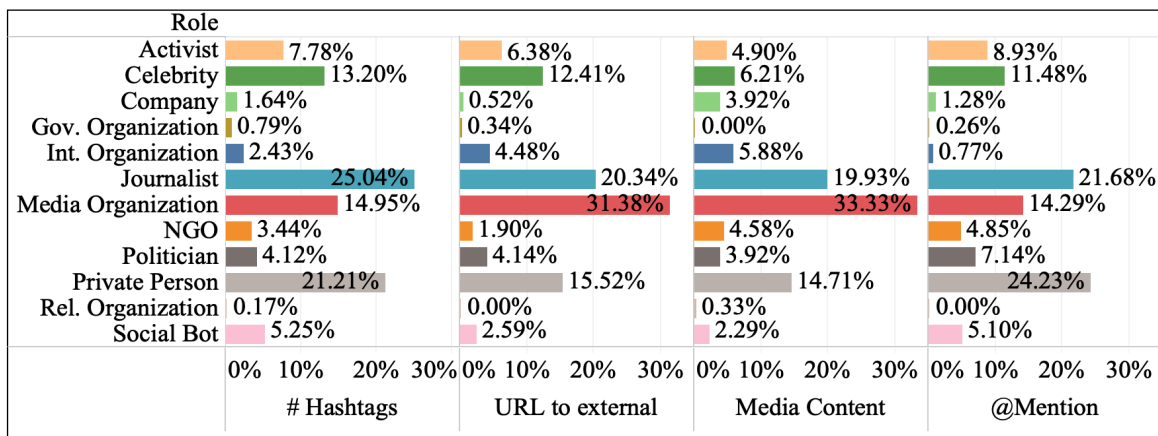 Role
Activist 7.78% 6.38% 4.90% 8.93%
Celebrity 13.20% 12.41% 6.21% 11.48%
Company 1.64% 0.52% 3.92% 1.28%
Gov. Organization 0.79% 0.34% 0.00% 0.26%
Int. Organization 2.43% 4.48% 5.88% 0.77%
Journalist 25.04% 20.34% 19.93% 21.68%
Media Organization 14.95% 31.38% 33.33% 14.29%
NGO 3.44% 1.90% 4.58% 4.85%
Politician 4.12% 4.14% 3.92% 7.14%
Private Person 21.21% 15.52% 14.71% 24.23%
Rel. Organization 0.17% 0.00% 0.33% 0.00%
Social Bot 5.25% 2.59% 2.29% 5.10%
0% 10% 20% 30% 0% 10% 20% 30% 0% 10% 20% 30% 0% 10% 20% 30%
# Hashtags URL to external Media Content @Mention